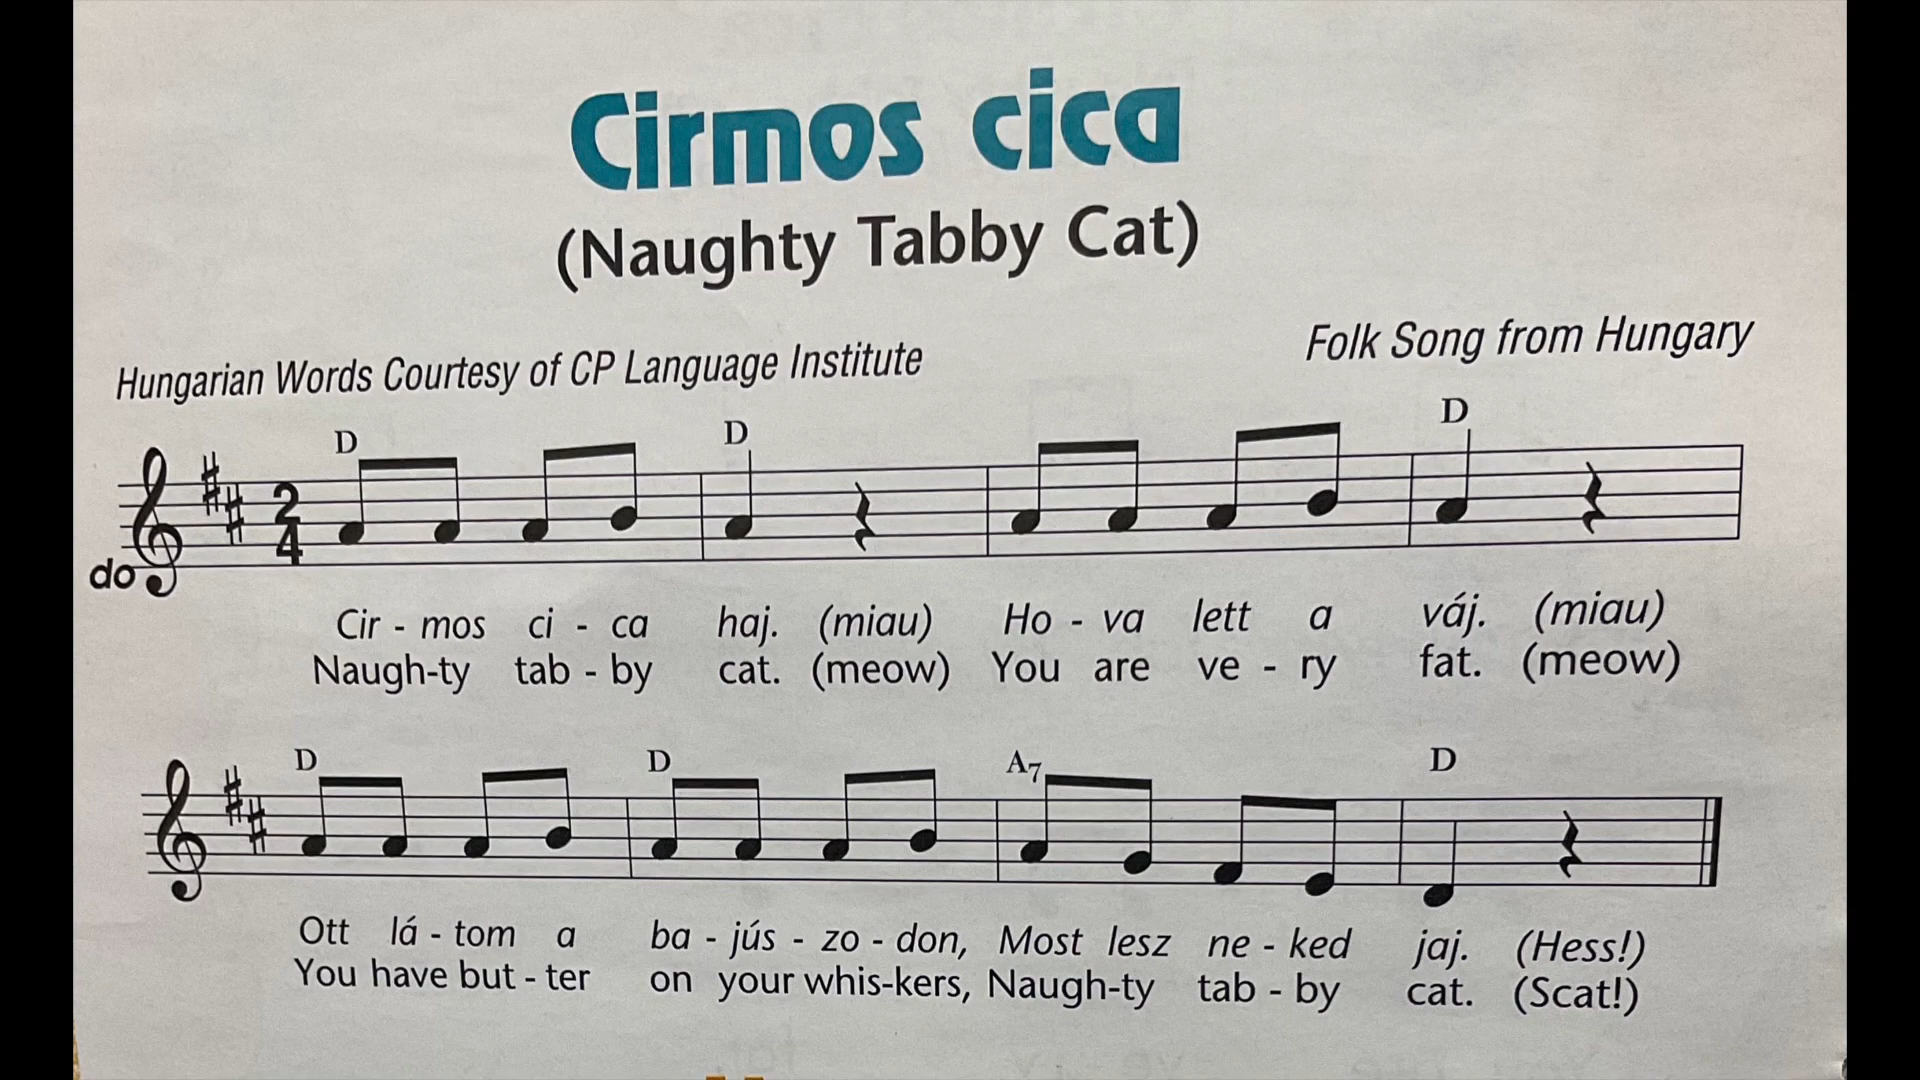 Cirmos cica
(Naughty Tabby Cat)
Hungarian Words Courtesy of CP Language Institute
Folk Song from Hungary
D D D
2
4
do
Cir - mos ci - ca haj. (miau) Ho - va lett a váj. (miau)
Naugh-ty tab - by cat. (meow) You are ve - ry fat. (meow)
D D A7 D
Ott lá - tom a ba - jús - zo - don, Most lesz ne - ked jaj. (Hess!)
You have but - ter on your whis-kers, Naugh-ty tab - by cat. (Scat!)